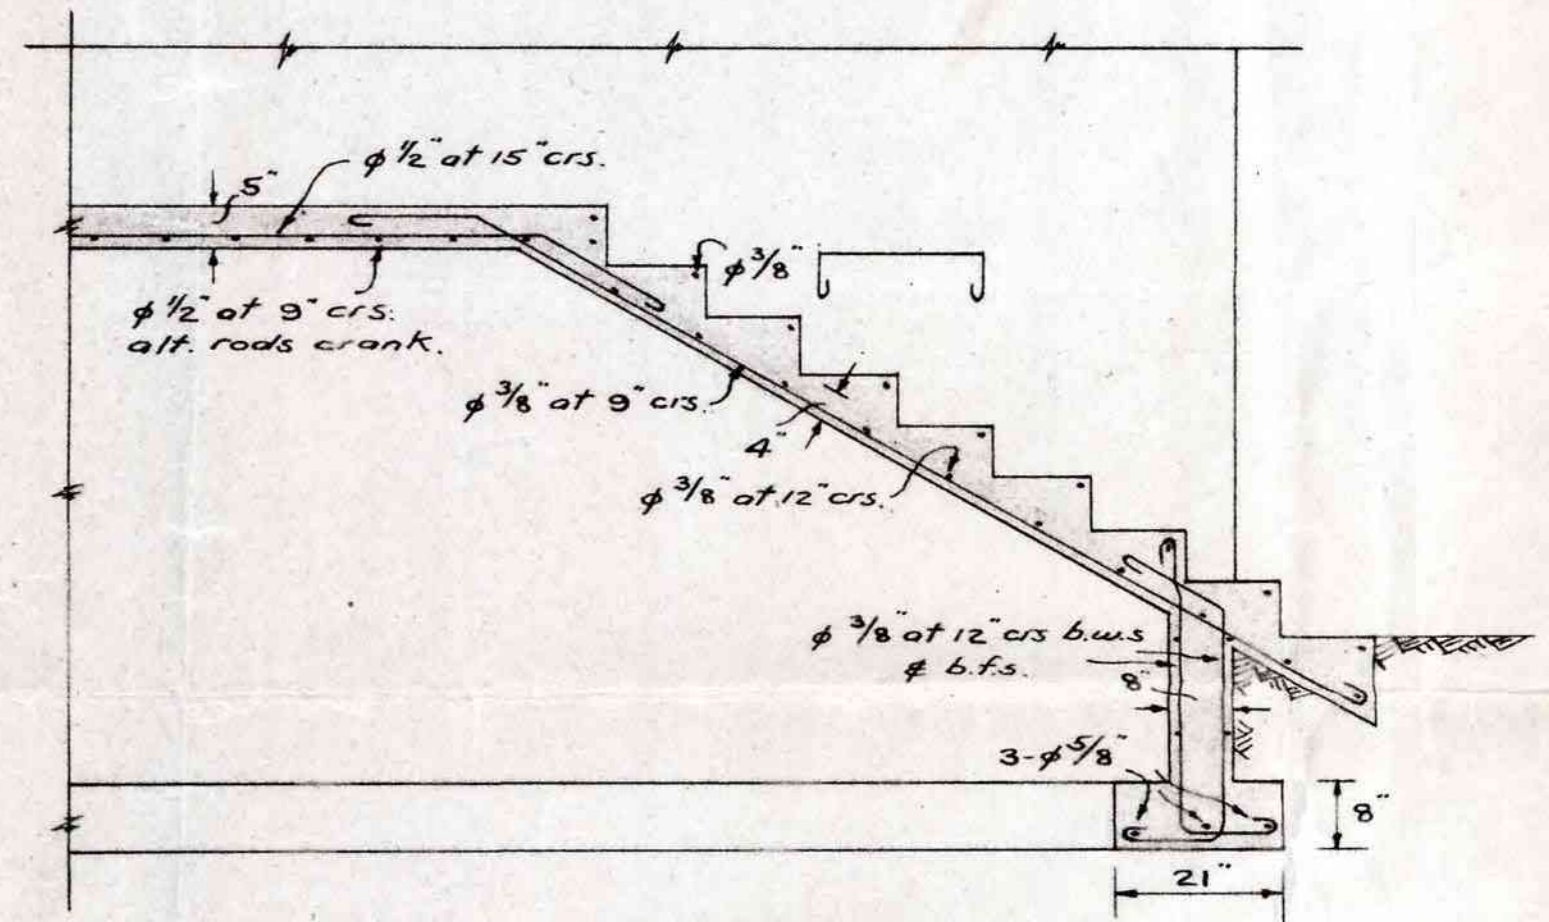 φ 1/2" at 15" crs.
5"
φ 3/8"
φ 1/2" at 9" crs.
alt. rods crank.
φ 3/8" at 9" crs.
4"
φ 3/8" at 12" crs.
φ 3/8" at 12" crs b.w.s
& b.f.s.
8"
3-φ 5/8"
8"
21"